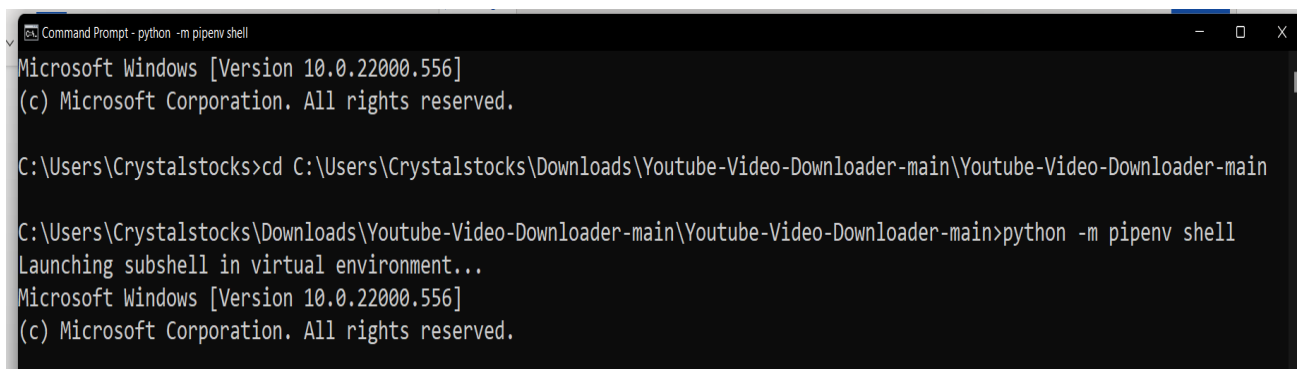 Command Prompt - python -m pipenv shell
Microsoft Windows [Version 10.0.22000.556]
(c) Microsoft Corporation. All rights reserved.
C:\Users\Crystalstocks>cd C:\Users\Crystalstocks\Downloads\Youtube-Video-Downloader-main\Youtube-Video-Downloader-main
C:\Users\Crystalstocks\Downloads\Youtube-Video-Downloader-main\Youtube-Video-Downloader-main>python -m pipenv shell
Launching subshell in virtual environment...
Microsoft Windows [Version 10.0.22000.556]
(c) Microsoft Corporation. All rights reserved.